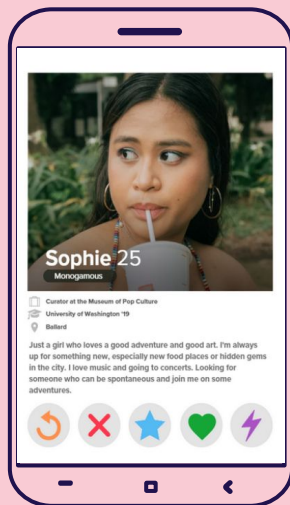 Sophie 25
Monogamous
Curator at the Museum of Pop Culture
University of Washington '19
Ballard
Just a girl who loves a good adventure and good art. I'm always
up for something new, especially new food places or hidden gems
in the city. I love music and going to concerts. Looking for
someone who can be spontaneous and join me on some
adventures.